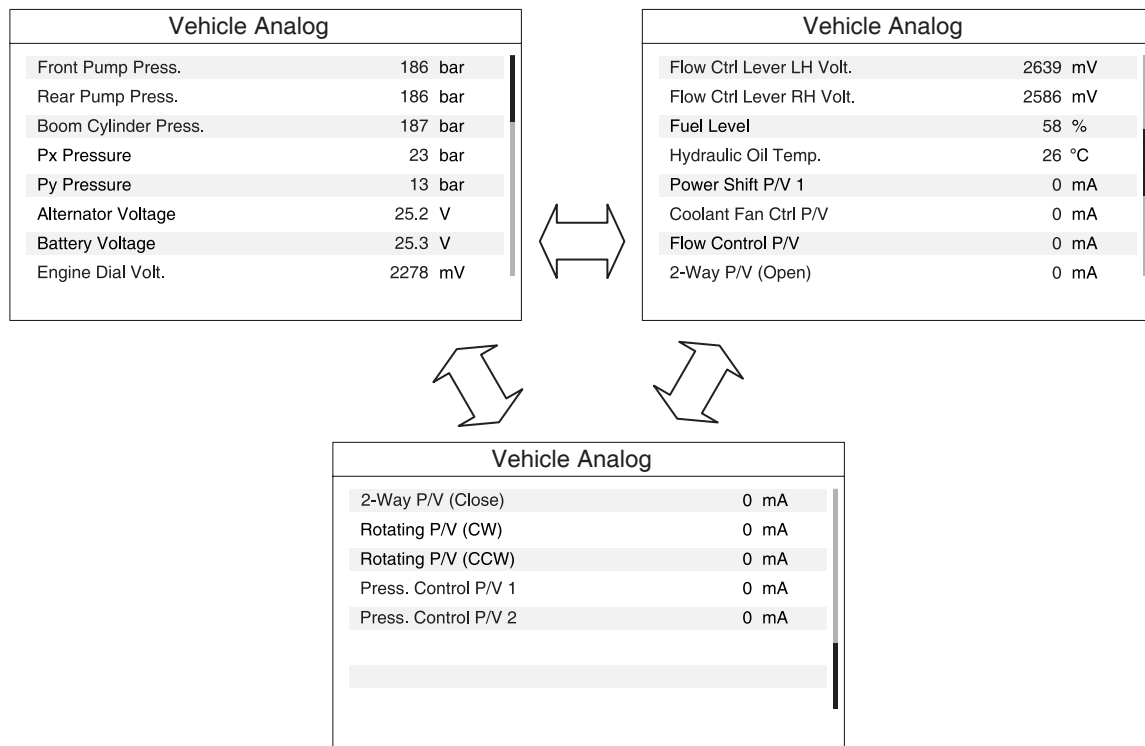 Vehicle Analog
Front Pump Press. 186 bar
Rear Pump Press. 186 bar
Boom Cylinder Press. 187 bar
Px Pressure 23 bar
Py Pressure 13 bar
Alternator Voltage 25.2 V
Battery Voltage 25.3 V
Engine Dial Volt. 2278 mV
Vehicle Analog
Flow Ctrl Lever LH Volt. 2639 mV
Flow Ctrl Lever RH Volt. 2586 mV
Fuel Level 58 %
Hydraulic Oil Temp. 26 °C
Power Shift P/V 1 0 mA
Coolant Fan Ctrl P/V 0 mA
Flow Control P/V 0 mA
2-Way P/V (Open) 0 mA
Vehicle Analog
2-Way P/V (Close) 0 mA
Rotating P/V (CW) 0 mA
Rotating P/V (CCW) 0 mA
Press. Control P/V 1 0 mA
Press. Control P/V 2 0 mA